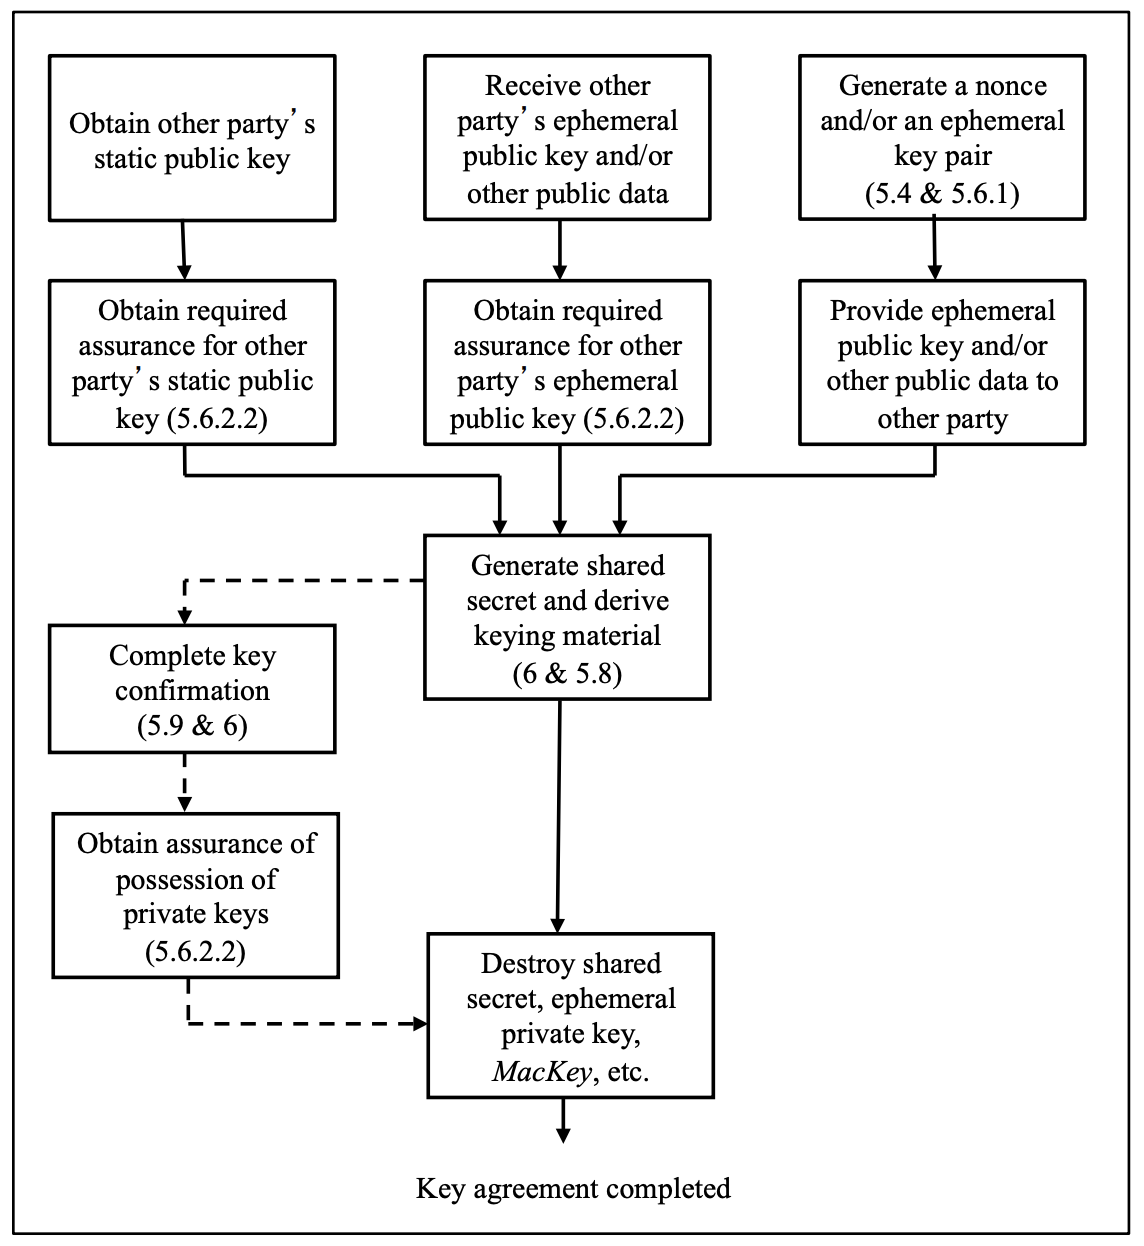 Obtain other party’s
static public key
Receive other
party’s ephemeral
public key and/or
other public data
Generate a nonce
and/or an ephemeral
key pair
(5.4 & 5.6.1)
Obtain required
assurance for other
party’s static public
key (5.6.2.2)
Obtain required
assurance for other
party’s ephemeral
public key (5.6.2.2)
Provide ephemeral
public key and/or
other public data to
other party
Generate shared
secret and derive
keying material
(6 & 5.8)
Complete key
confirmation
(5.9 & 6)
Obtain assurance of
possession of
private keys
(5.6.2.2)
Destroy shared
secret, ephemeral
private key,
MacKey, etc.
Key agreement completed